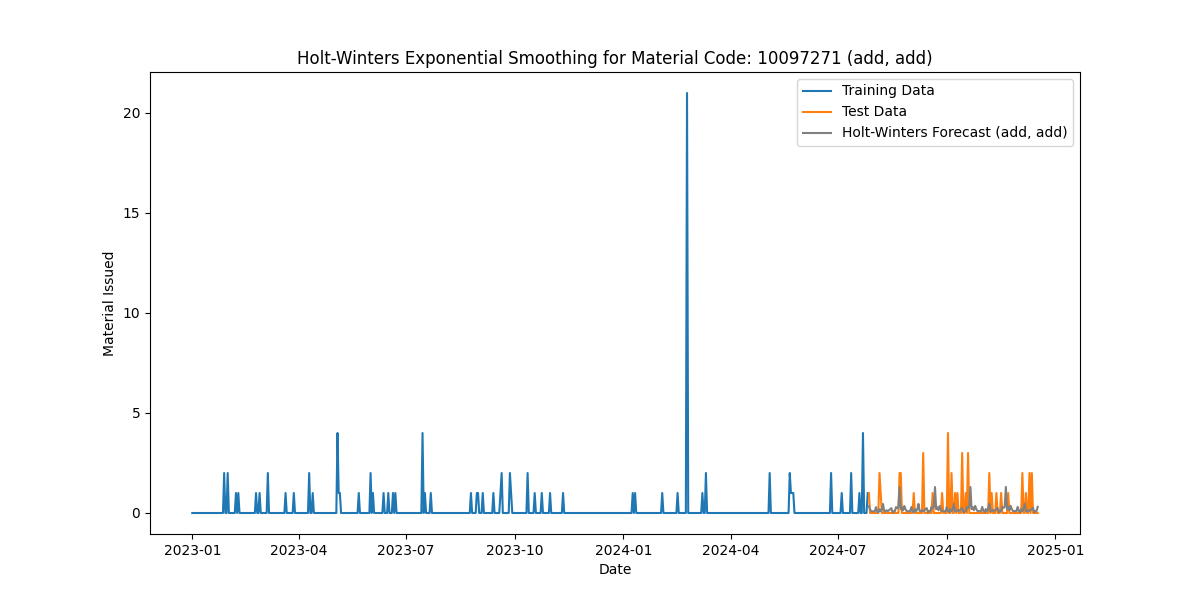 Holt-Winters Exponential Smoothing for Material Code: 10097271 (add, add)
Training Data
Test Data
Holt-Winters Forecast (add, add)
Material Issued
20
15
10
5
0
2023-01
2023-04
2023-07
2023-10
2024-01
2024-04
2024-07
2024-10
2025-01
Date